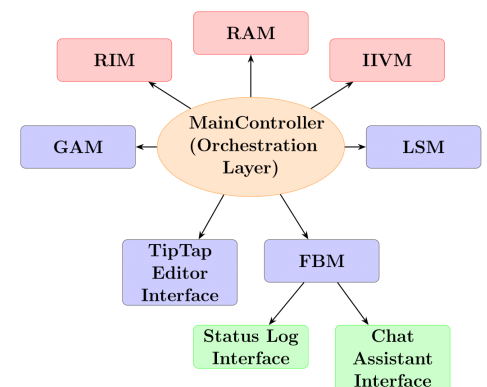 RAM
RIM
IIVM
MainController
(Orchestration
Layer)
GAM
LSM
TipTap
Editor
Interface
FBM
Status Log
Interface
Chat
Assistant
Interface